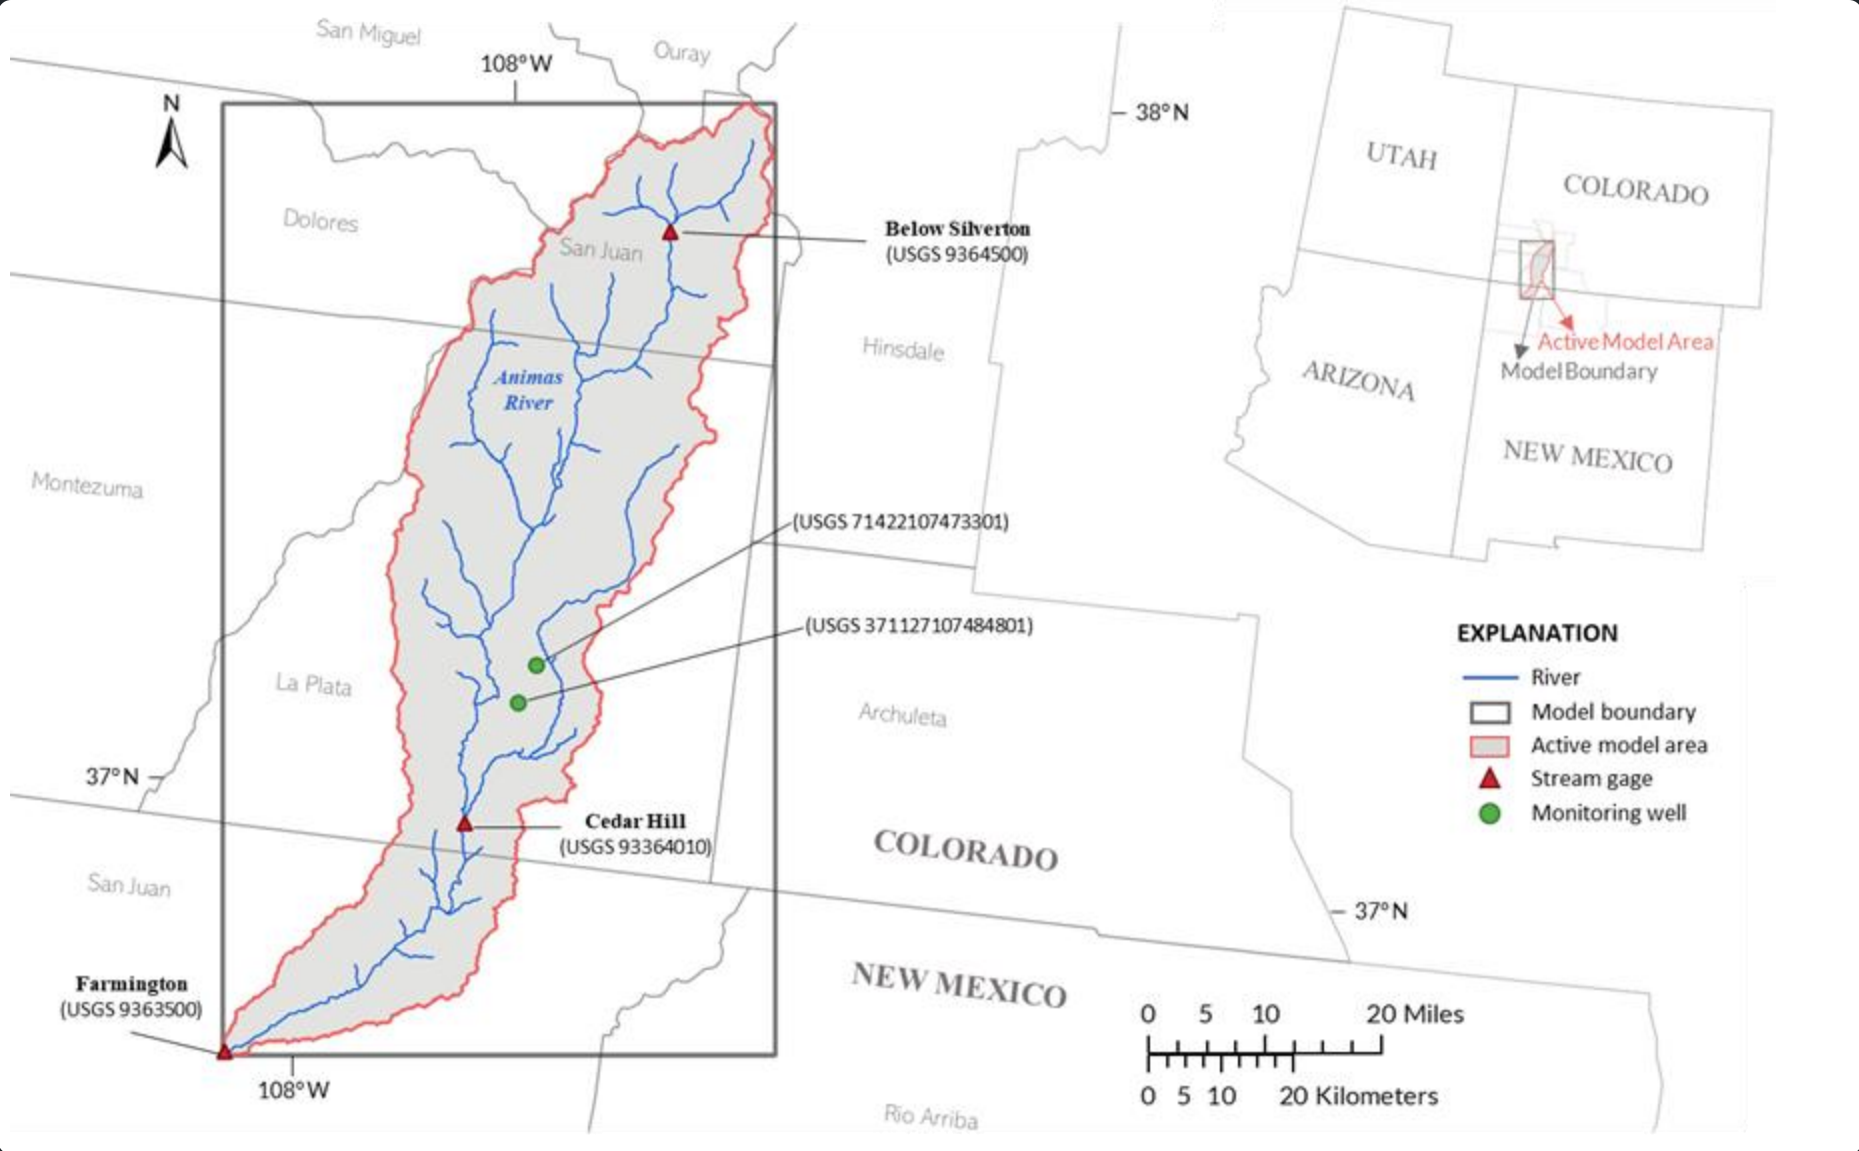 San Miguel
Ouray
108°W
N
38°N
UTAH
COLORADO
Dolores
San Juan
Below Silverton
(USGS 9364500)
Hinsdale
Active Model Area
Model Boundary
ARIZONA
NEW MEXICO
Animas
River
Montezuma
(USGS 71422107473301)
(USGS 371127107484801)
La Plata
Archuleta
EXPLANATION
River
Model boundary
Active model area
Stream gage
Monitoring well
37°N
Cedar Hill
(USGS 93364010)
COLORADO
San Juan
37°N
Farmington
(USGS 9363500)
NEW MEXICO
0 5 10 20 Miles
0 5 10 20 Kilometers
108°W
Rio Arriba